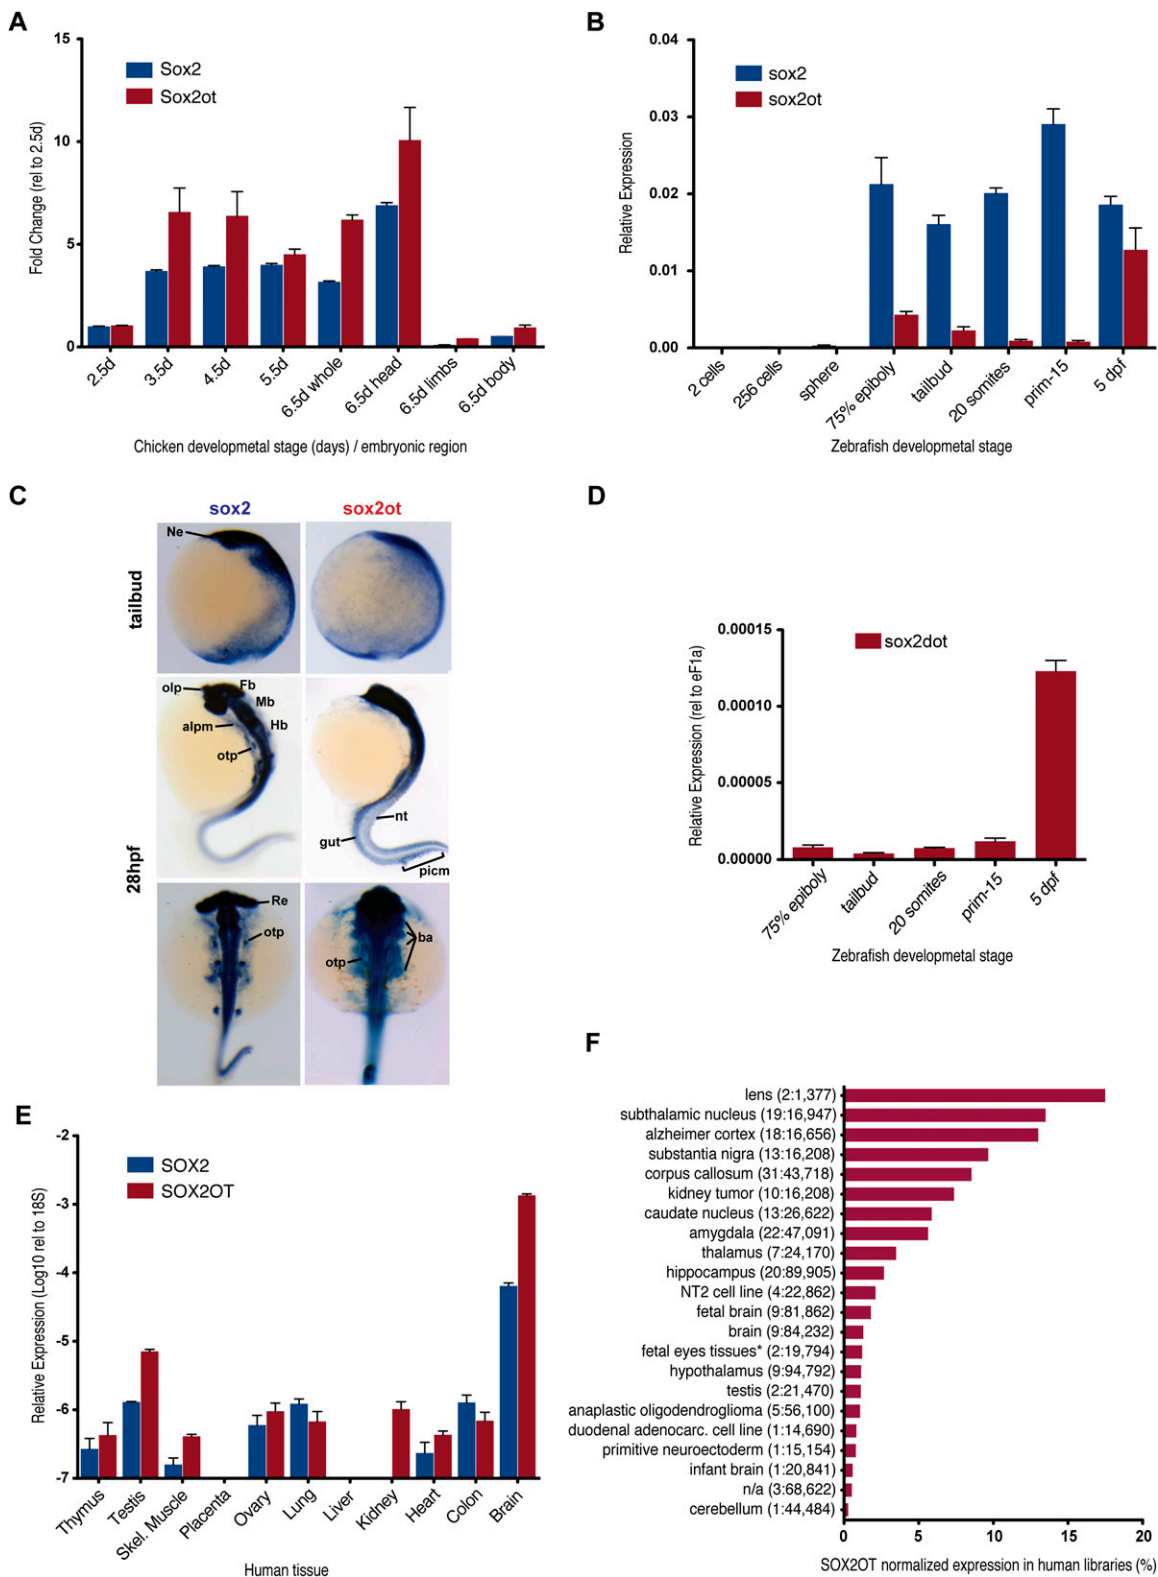 A
15
10
5
0
Fold Change (rel to 2.5d)
Sox2
Sox2ot
2.5d
3.5d
4.5d
5.5d
6.5d whole
6.5d head
6.5d limbs
6.5d body
Chicken developmetal stage (days) / embryonic region
B
0.04
0.03
0.02
0.01
0.00
Relative Expression
sox2
sox2ot
2 cells
256 cells
sphere
75% epiboly
tailbud
20 somites
prim-15
5 dpf
Zebrafish developmetal stage
C
sox2
sox2ot
tailbud
28hpf
Ne
olp
Fb
Mb
alpm
Hb
otp
nt
gut
picm
Re
otp
otp
ba
D
0.00015
0.00010
0.00005
0.00000
Relative Expression (rel to eF1a)
sox2dot
75% epiboly
tailbud
20 somites
prim-15
5 dpf
Zebrafish developmetal stage
E
-2
-3
-4
-5
-6
-7
Relative Expression (Log10 rel to 18S)
SOX2
SOX2OT
Thymus
Testis
Skel. Muscle
Placenta
Ovary
Lung
Liver
Kidney
Heart
Colon
Brain
Human tissue
F
lens (2:1,377)
subthalamic nucleus (19:16,947)
alzheimer cortex (18:16,656)
substantia nigra (13:16,208)
corpus callosum (31:43,718)
kidney tumor (10:16,208)
caudate nucleus (13:26,622)
amygdala (22:47,091)
thalamus (7:24,170)
hippocampus (20:89,905)
NT2 cell line (4:22,862)
fetal brain (9:81,862)
brain (9:84,232)
fetal eyes tissues* (2:19,794)
hypothalamus (9:94,792)
testis (2:21,470)
anaplastic oligodendroglioma (5:56,100)
duodenal adenocarc. cell line (1:14,690)
primitive neuroectoderm (1:15,154)
infant brain (1:20,841)
n/a (3:68,622)
cerebellum (1:44,484)
0
5
10
15
20
SOX2OT normalized expression in human libraries (%)